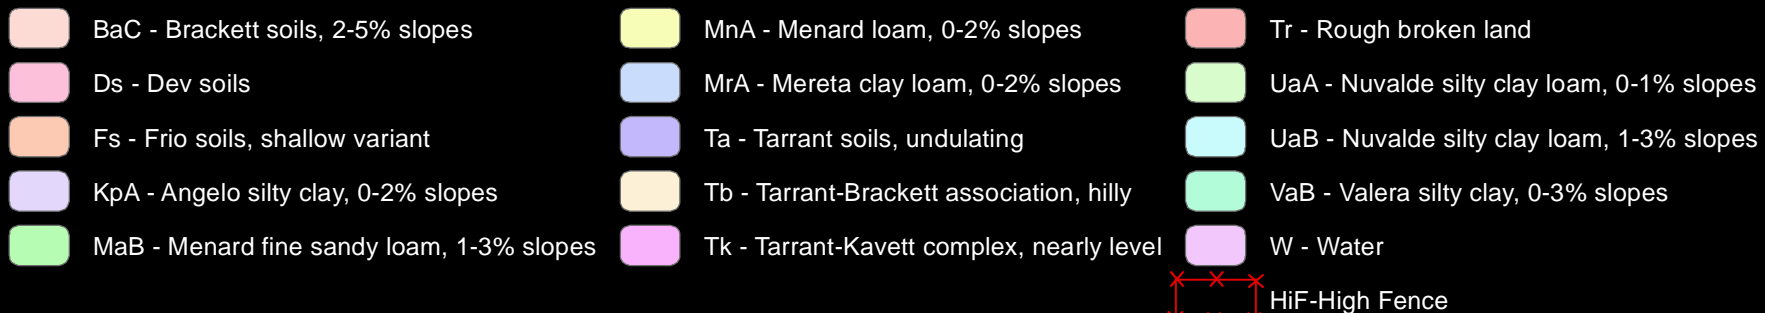 BaC - Brackett soils, 2-5% slopes
Ds - Dev soils
Fs - Frio soils, shallow variant
KpA - Angelo silty clay, 0-2% slopes
MaB - Menard fine sandy loam, 1-3% slopes
MnA - Menard loam, 0-2% slopes
MrA - Mereta clay loam, 0-2% slopes
Ta - Tarrant soils, undulating
Tb - Tarrant-Brackett association, hilly
Tk - Tarrant-Kavett complex, nearly level
Tr - Rough broken land
UaA - Nuvalde silty clay loam, 0-1% slopes
UaB - Nuvalde silty clay loam, 1-3% slopes
VaB - Valera silty clay, 0-3% slopes
W - Water
HiF-High Fence